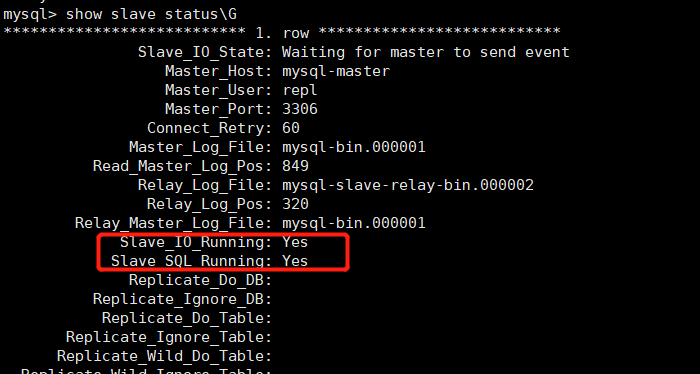 mysql> show slave status\G
*************************** 1. row ***************************
Slave_IO_State: Waiting for master to send event
Master_Host: mysql-master
Master_User: repl
Master_Port: 3306
Connect_Retry: 60
Master_Log_File: mysql-bin.000001
Read_Master_Log_Pos: 849
Relay_Log_File: mysql-slave-relay-bin.000002
Relay_Log_Pos: 320
Relay_Master_Log_File: mysql-bin.000001
Slave_IO_Running: Yes
Slave_SQL_Running: Yes
Replicate_Do_DB:
Replicate_Ignore_DB:
Replicate_Do_Table:
Replicate_Ignore_Table:
Replicate_Wild_Do_Table:
Replicate_Wild_Ignore_Table: